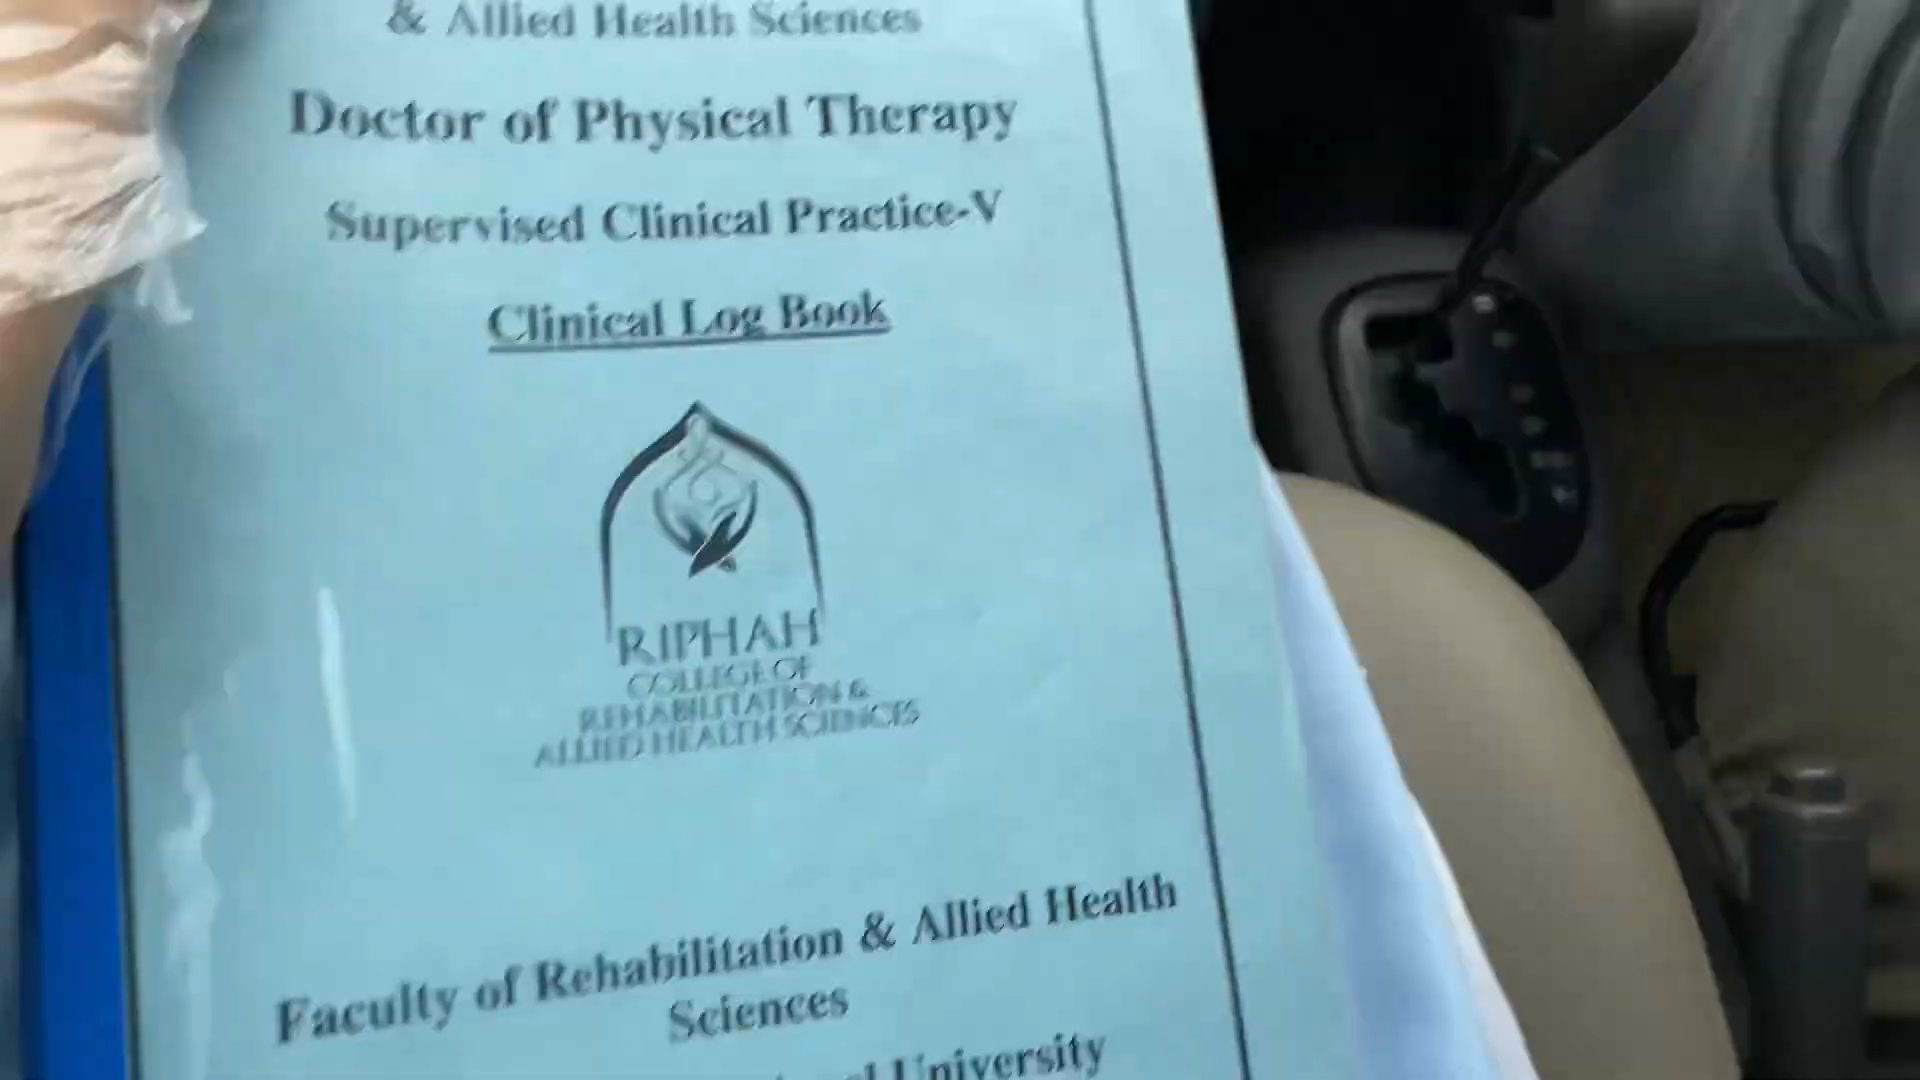 & Allied Health Sciences
Doctor of Physical Therapy
Supervised Clinical Practice-V
Clinical Log Book
RIPHAH
COLLEGE OF
REHABILITATION &
ALLIED HEALTH SCIENCES
Faculty of Rehabilitation & Allied Health
Sciences
University